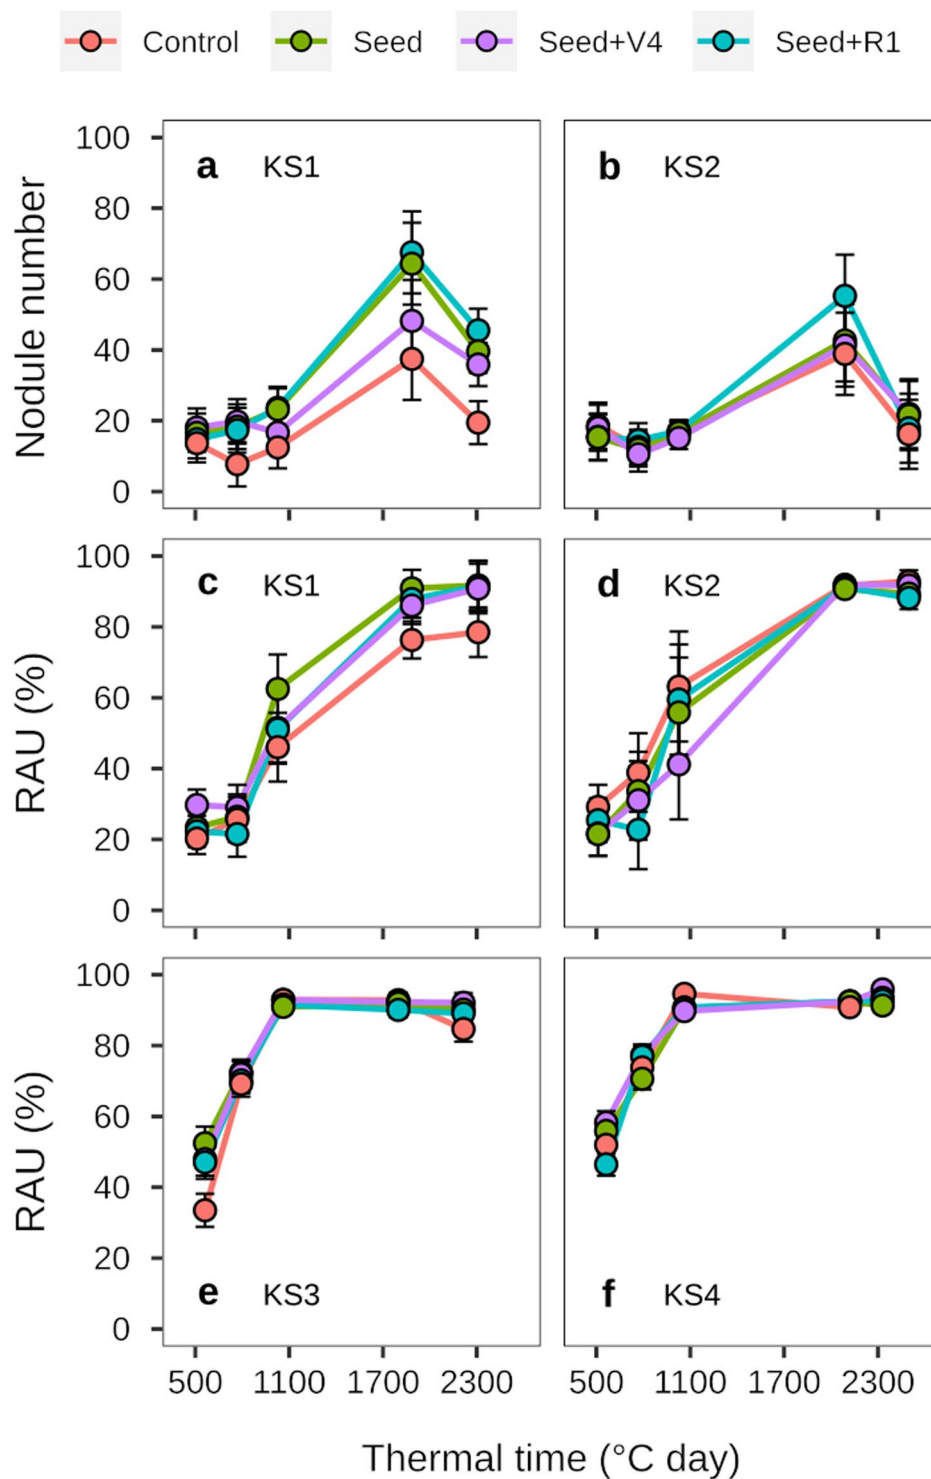 Control Seed Seed+V4 Seed+R1
Nodule number
100
80
60
40
20
0
a KS1
b KS2
RAU (%)
100
80
60
40
20
0
c KS1
d KS2
RAU (%)
100
80
60
40
20
0
e KS3
f KS4
500 1100 1700 2300 500 1100 1700 2300
Thermal time (°C day)